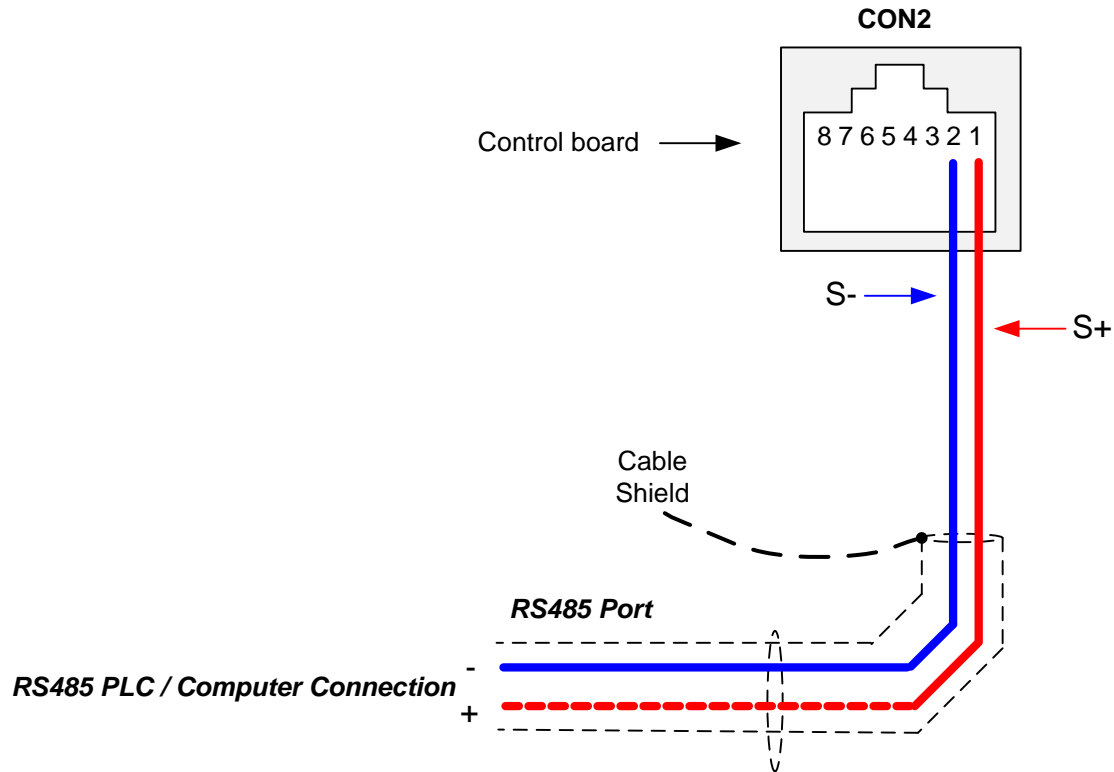 CON2
Control board
8 7 6 5 4 3 2 1
S-
S+
Cable
Shield
RS485 Port
-
RS485 PLC / Computer Connection
+